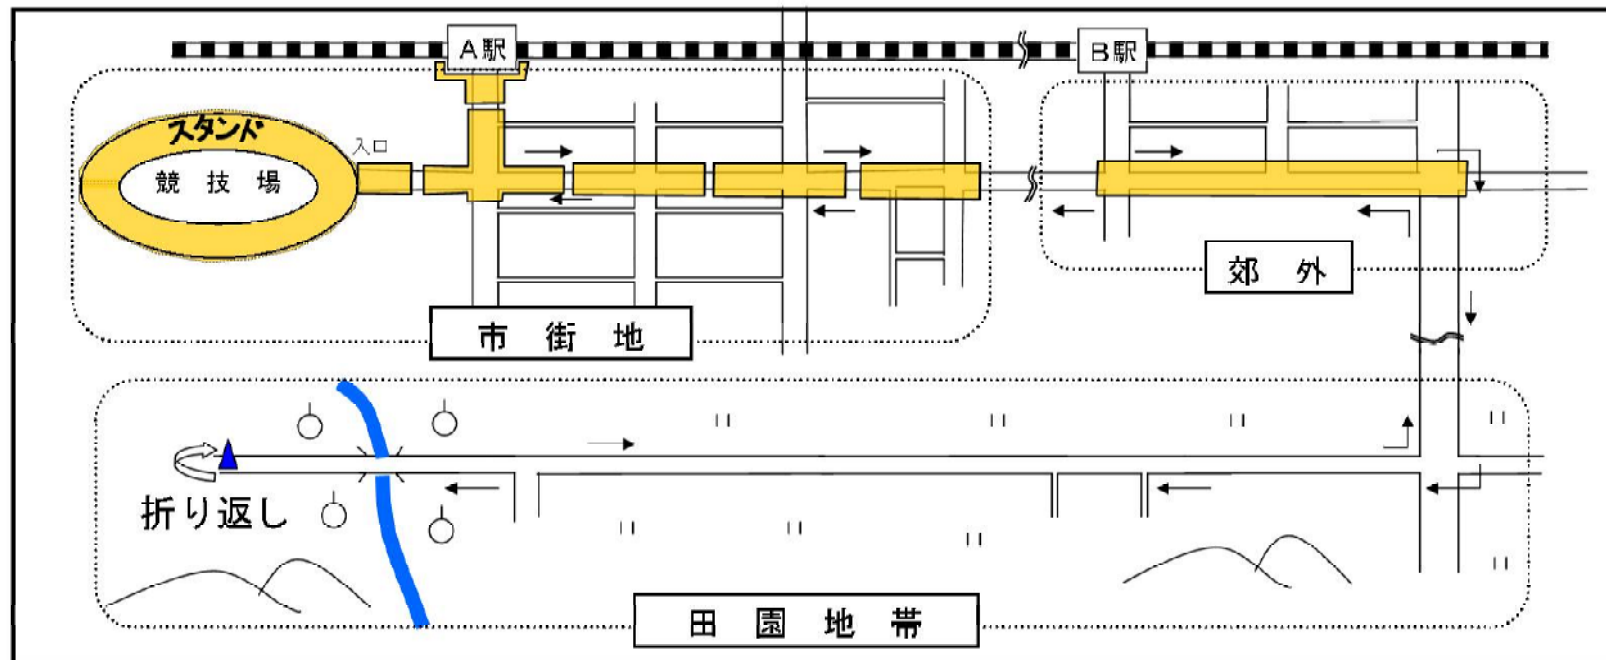 A駅
B駅
スタンド
入口
競技場
郊外
市街地
折り返し
田園地帯